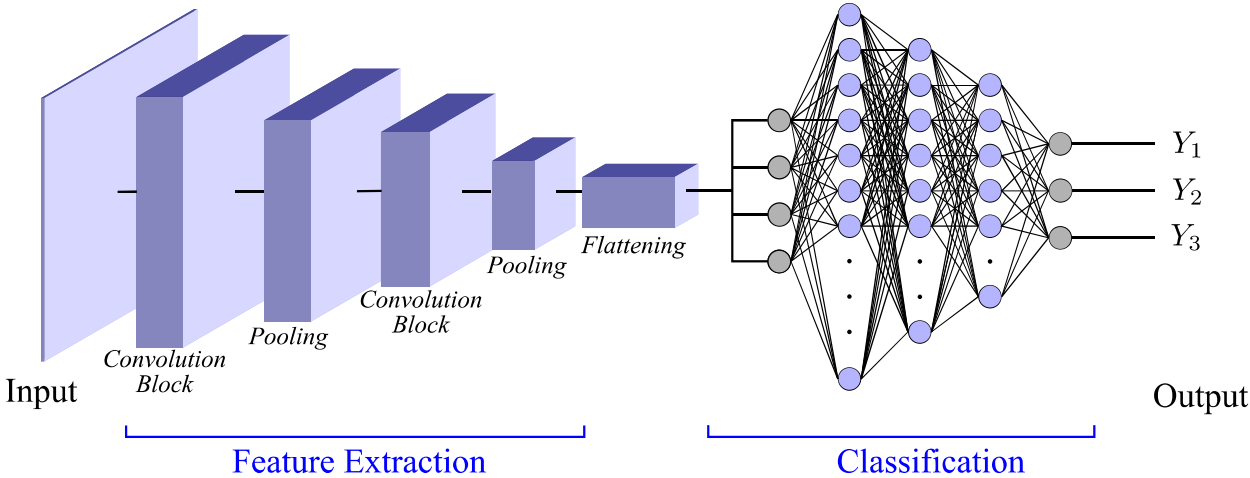 Input
Convolution
Block
Pooling
Convolution
Block
Pooling
Flattening
Y₁
Y₂
Y₃
Output
Feature Extraction
Classification